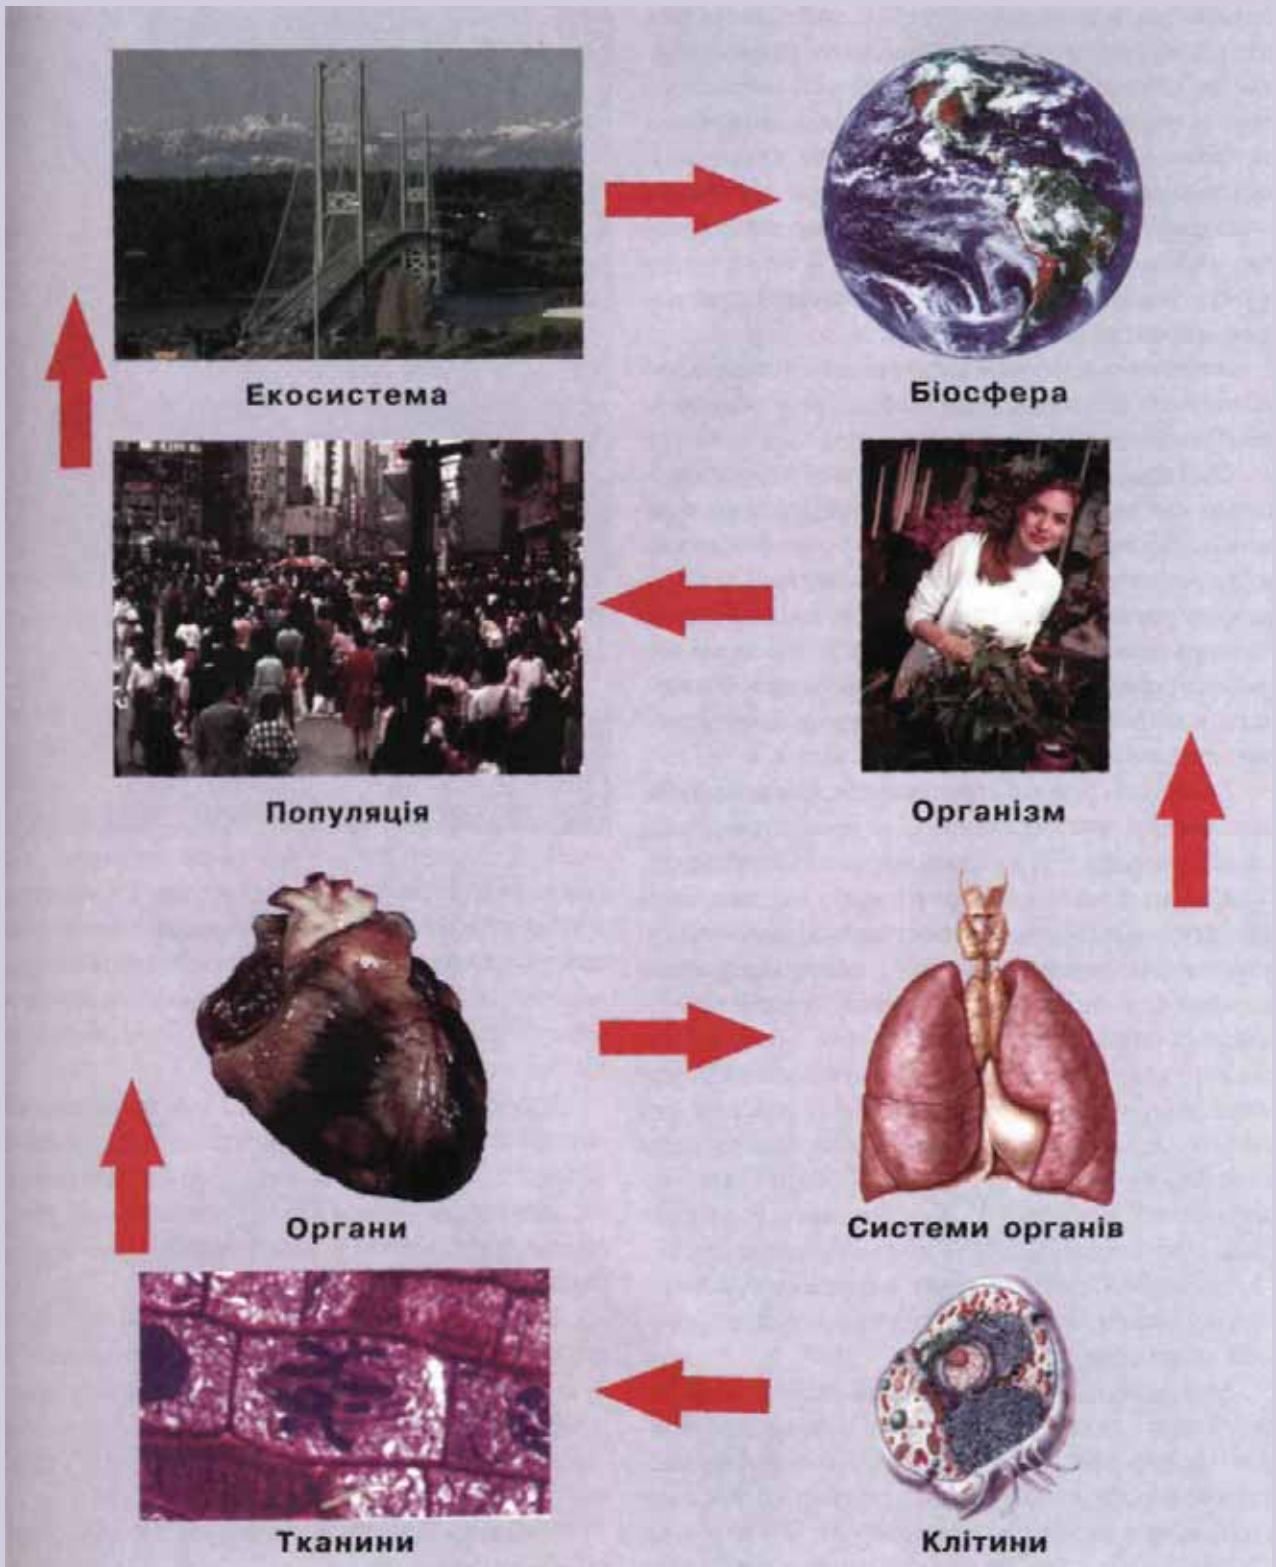 Екосистема
Біосфера
Популяція
Організм
Органи
Системи органів
Тканини
Клітини